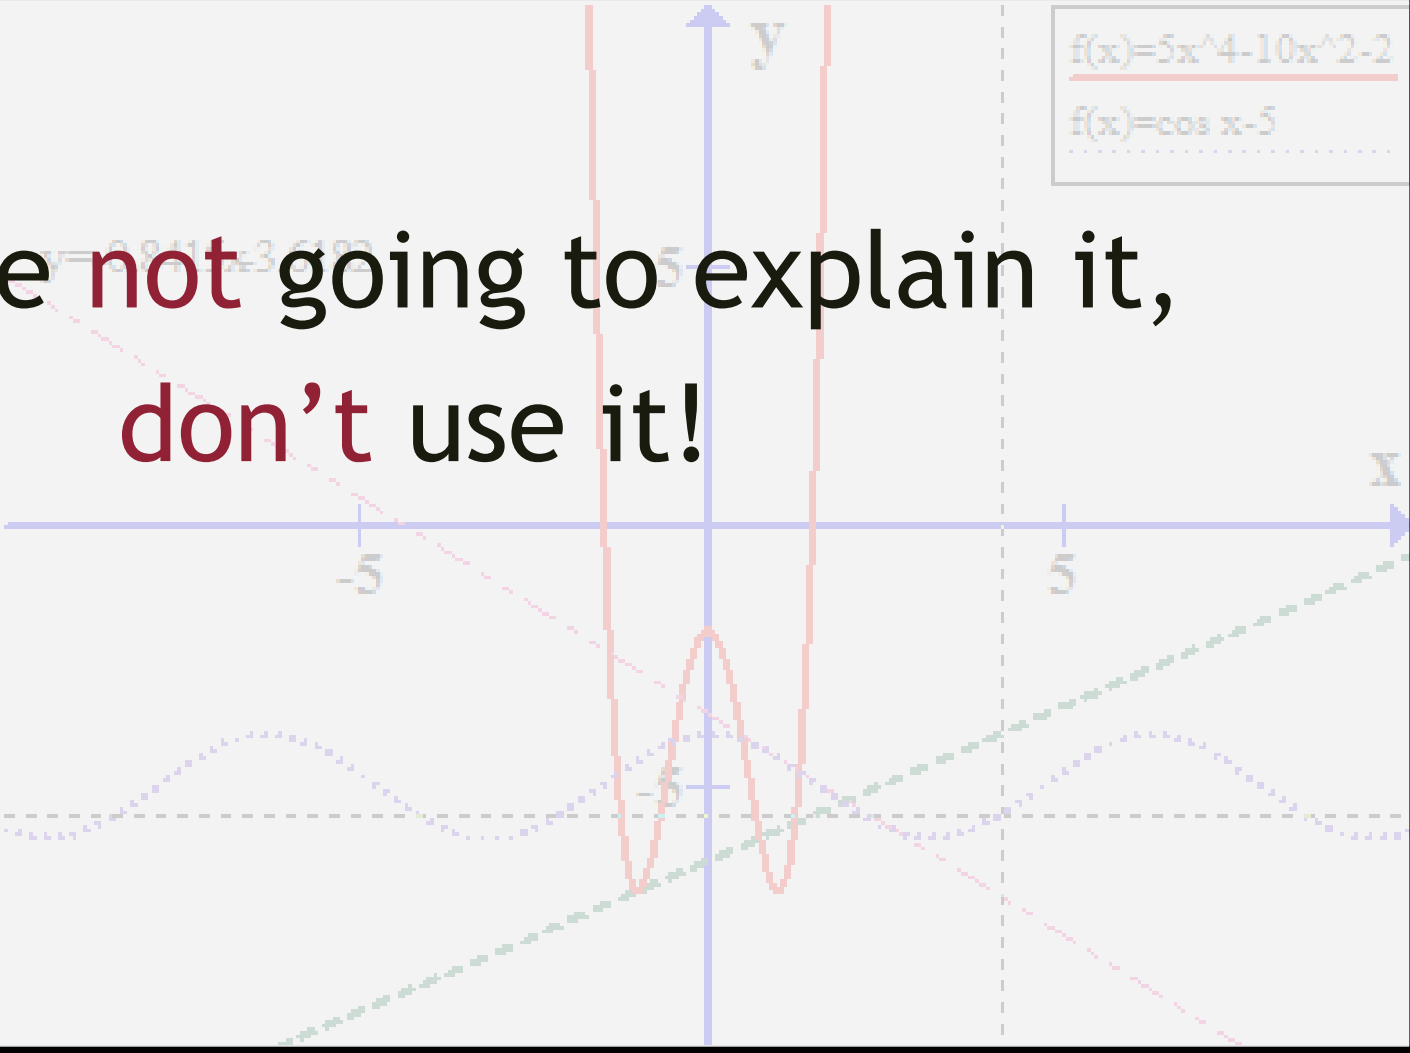 y
f(x)=5x^4-10x^2-2
f(x)=cos x-5
e not going to explain it,
5
don’t use it!
x
-5
5
-5